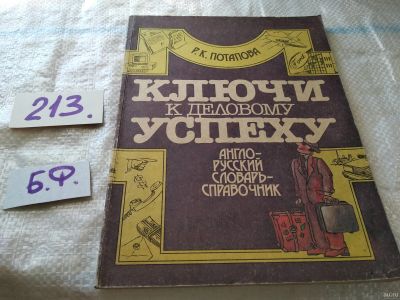 Р.К. ПОТАПОВА
КЛЮЧИ
К ДЕЛОВОМУ
УСПЕХУ
АНГЛО-
РУССКИЙ
СЛОВАРЬ-
СПРАВОЧНИК
213.
Б.Ф.